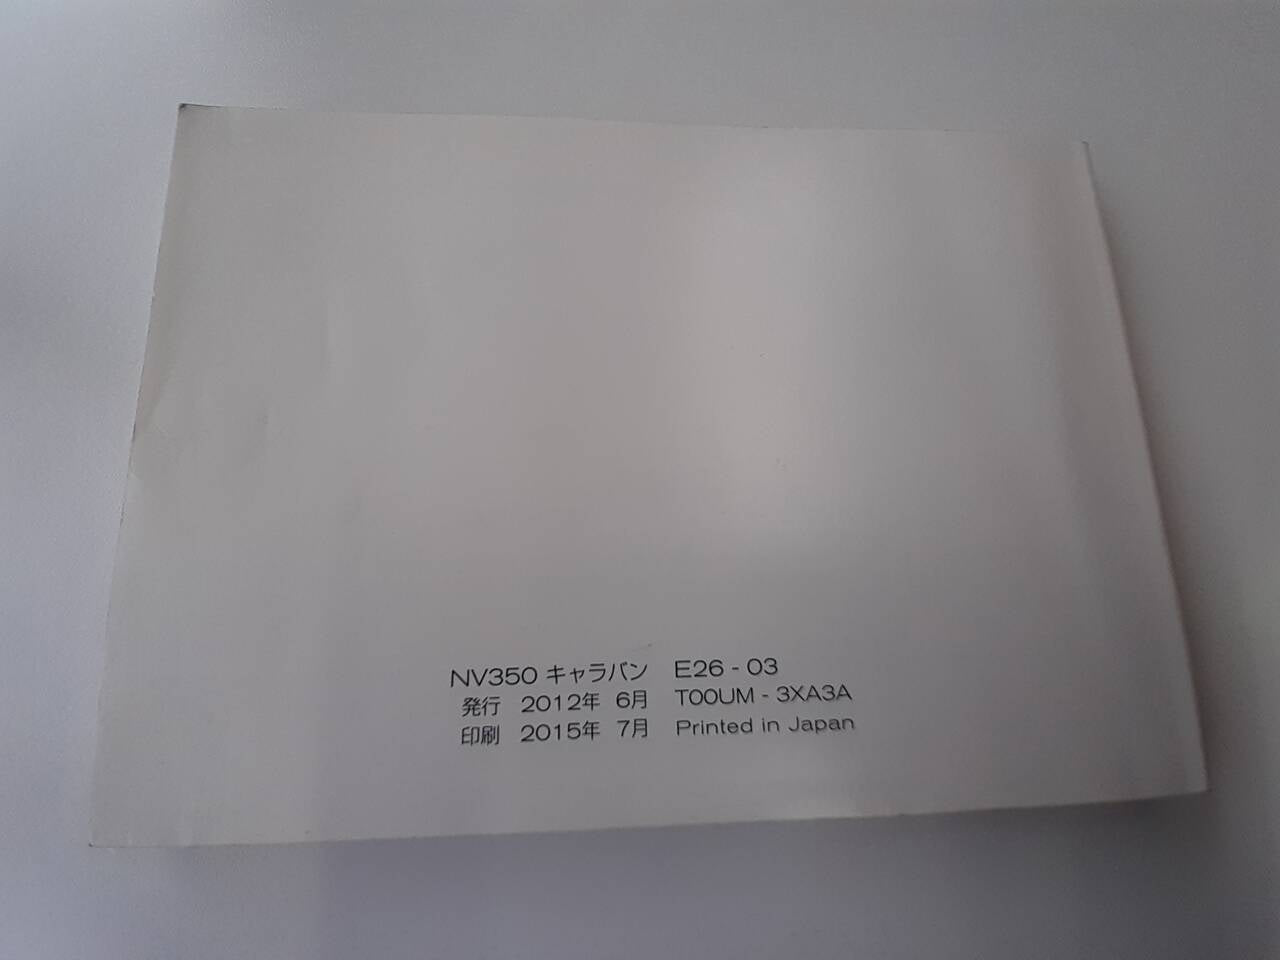 NV350 キャラバン E26 - 03
発行 2012年 6月 T00UM - 3XA3A
印刷 2015年 7月 Printed in Japan